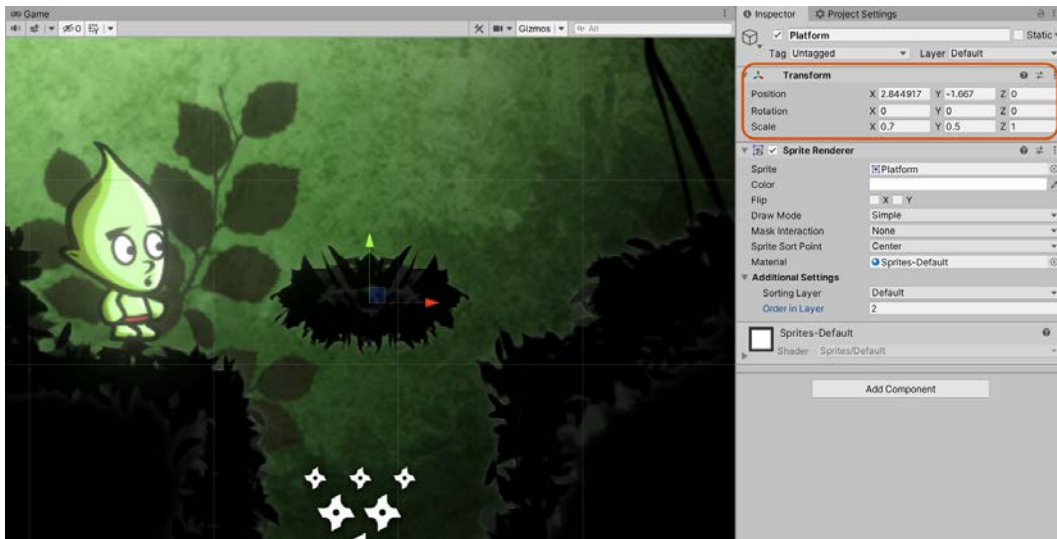 Game
Gizmos
All
Inspector
Project Settings
Platform
Static
Tag Untagged Layer Default
Transform
Position X 2.844917 Y -1.667 Z 0
Rotation X 0 Y 0 Z 0
Scale X 0.7 Y 0.5 Z 1
Sprite Renderer
Sprite Platform
Color
Flip X Y
Draw Mode Simple
Mask Interaction None
Sprite Sort Point Center
Material Sprites-Default
Additional Settings
Sorting Layer Default
Order in Layer 2
Sprites-Default
Shader Sprites/Default
Add Component